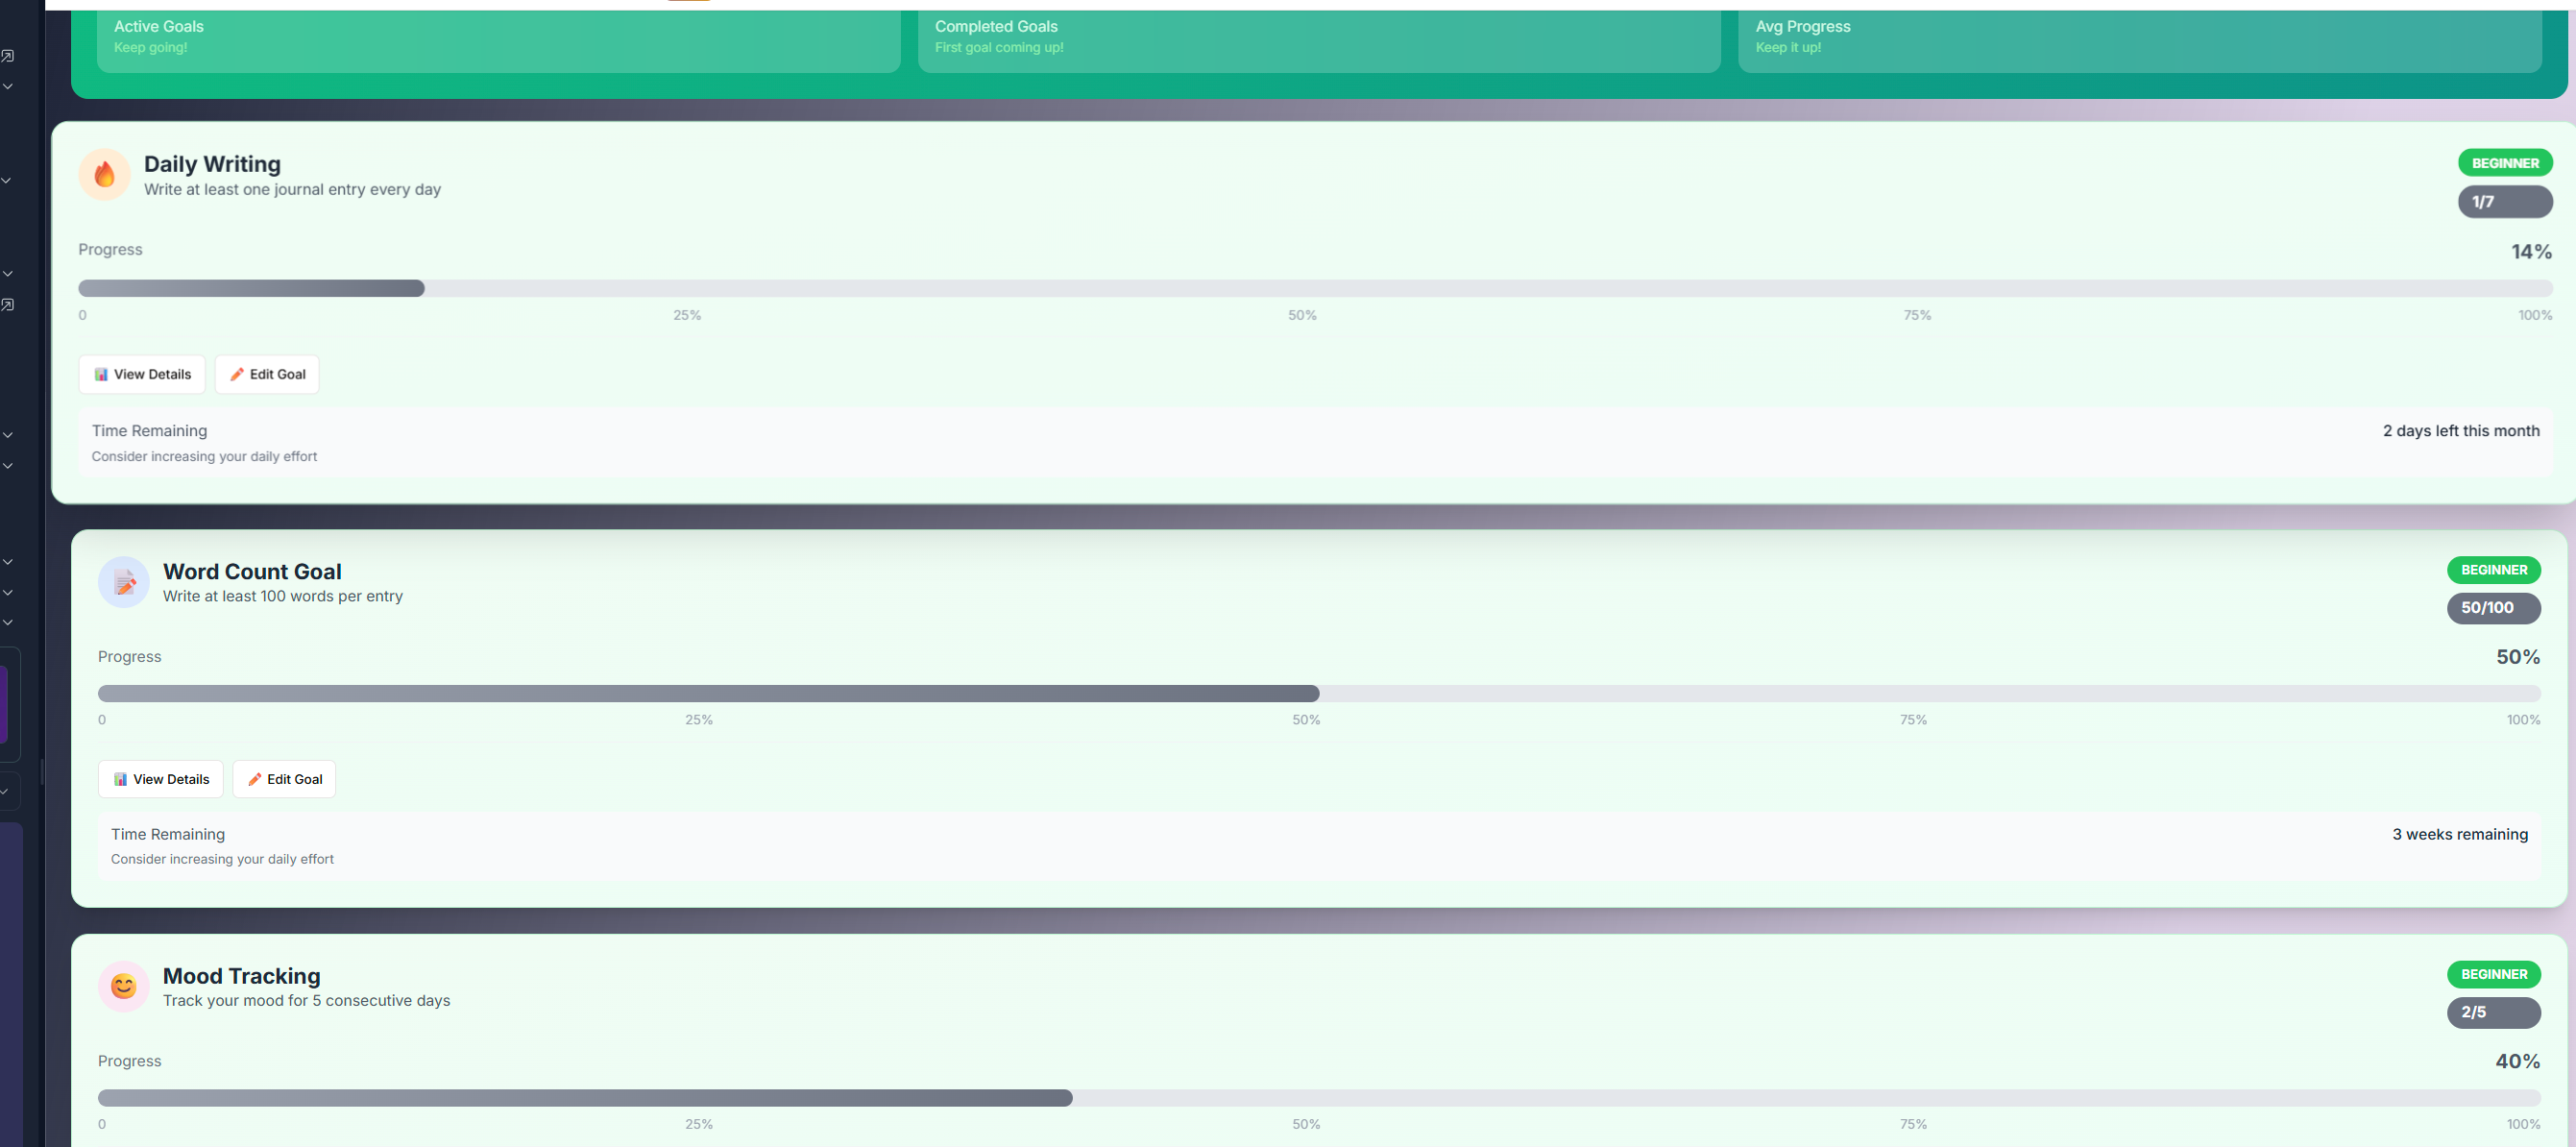 Active Goals
Keep going!
Completed Goals
First goal coming up!
Avg Progress
Keep it up!
Daily Writing
Write at least one journal entry every day
BEGINNER
1/7
Progress
14%
0 25% 50% 75% 100%
View Details
Edit Goal
Time Remaining
2 days left this month
Consider increasing your daily effort
Word Count Goal
Write at least 100 words per entry
BEGINNER
50/100
Progress
50%
0 25% 50% 75% 100%
View Details
Edit Goal
Time Remaining
3 weeks remaining
Consider increasing your daily effort
Mood Tracking
Track your mood for 5 consecutive days
BEGINNER
2/5
Progress
40%
0 25% 50% 75% 100%